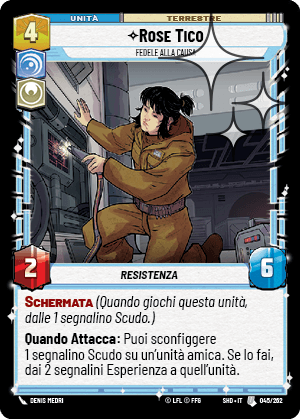 UNITÀ
TERRESTRE
4
ROSE TICO
FEDELE ALLA CAUSA
2
6
RESISTENZA
SCHERMATA (Quando giochi questa unità,
dalle 1 segnalino Scudo.)
Quando Attacca: Puoi sconfiggere
1 segnalino Scudo su un'unità amica. Se lo fai,
dai 2 segnalini Esperienza a quell'unità.
DENIS MEDRI
© LFL © FFG
SHD • IT
045/262